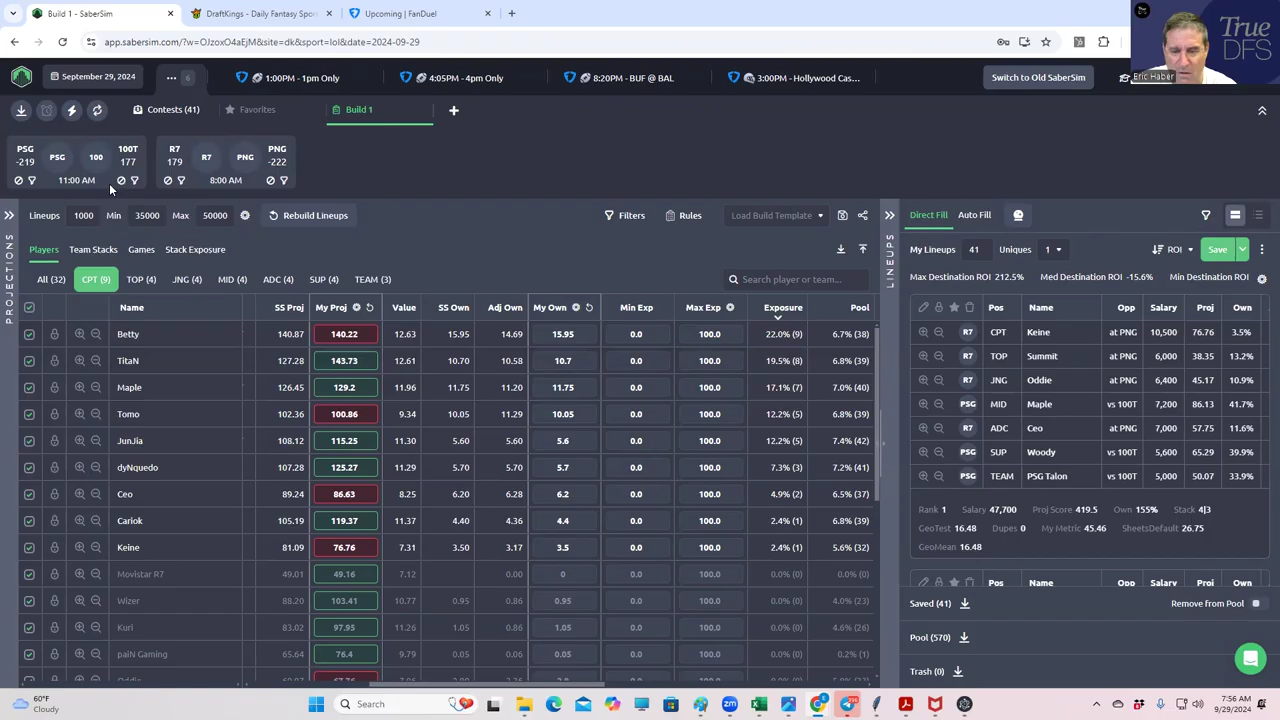 Build 1 - SaberSim
DraftKings - Daily Fantasy Spor
Upcoming | FanDuel
app.sabersim.com/?w=OJzoxO4aEjM&site=dk&sport=lol&date=2024-09-29
True
DFS
Eric Haber
September 29, 2024
6
1:00PM - 1pm Only
4:05PM - 4pm Only
8:20PM - BUF @ BAL
3:00PM - Hollywood Cas...
Switch to Old SaberSim
Contests (41)
Favorites
Build 1
PSG
-219
PSG
100
100T
177
11:00 AM
R7
179
R7
PNG
PNG
-222
8:00 AM
Lineups 1000 Min 35000 Max 50000 Rebuild Lineups
Filters Rules Load Build Template
Players Team Stacks Games Stack Exposure
All (32) CPT (9) TOP (4) JNG (4) MID (4) ADC (4) SUP (4) TEAM (3)
Search player or team...
PROJECTIONS
Name SS Proj My Proj Value SS Own Adj Own My Own Min Exp Max Exp Exposure Pool
Betty 140.87 140.22 12.63 15.95 14.69 15.95 0.0 100.0 22.0% (9) 6.7% (38)
TitaN 127.28 143.73 12.61 10.70 10.58 10.7 0.0 100.0 19.5% (8) 6.8% (39)
Maple 126.45 129.2 11.96 11.75 11.20 11.75 0.0 100.0 17.1% (7) 7.0% (40)
Tomo 102.36 100.86 9.34 10.05 11.29 10.05 0.0 100.0 12.2% (5) 6.8% (39)
JunJia 108.12 115.25 11.30 5.60 5.60 5.6 0.0 100.0 12.2% (5) 7.4% (42)
dyNquedo 107.28 125.27 11.29 5.70 5.70 5.7 0.0 100.0 7.3% (3) 7.2% (41)
Ceo 89.24 86.63 8.25 6.20 6.28 6.2 0.0 100.0 4.9% (2) 6.5% (37)
Cariok 105.19 119.37 11.37 4.40 4.36 4.4 0.0 100.0 2.4% (1) 6.8% (39)
Keine 81.09 76.76 7.31 3.50 3.17 3.5 0.0 100.0 2.4% (1) 5.6% (32)
Movistar R7 49.01 49.16 7.12 0.00 0 0.0 100.0 0.0% (0) 0.0% (0)
Wizer 88.20 103.41 10.77 0.95 0.86 0.95 0.0 100.0 0.0% (0) 4.0% (23)
Kuri 83.02 97.95 11.26 1.05 0.86 1.05 0.0 100.0 0.0% (0) 4.6% (26)
paiN Gaming 65.64 76.4 9.79 0.05 0.06 0.05 0.0 100.0 0.0% (0) 0.2% (1)
LINEUPS
Direct Fill Auto Fill
My Lineups 41 Uniques 1 ROI Save
Max Destination ROI 212.5% Med Destination ROI -15.6% Min Destination
Pos Name Opp Salary Proj Own
R7 CPT Keine at PNG 10,500 76.76 3.5%
R7 TOP Summit at PNG 6,000 38.35 13.2%
R7 JNG Oddie at PNG 6,400 45.17 10.9%
PSG MID Maple vs 100T 7,200 86.13 41.7%
R7 ADC Ceo at PNG 7,000 57.75 11.6%
PSG SUP Woody vs 100T 5,600 65.29 39.9%
PSG TEAM PSG Talon vs 100T 5,000 50.07 33.9%
Rank 1 Salary 47,700 Proj Score 419.5 Own 155% Stack 4|3
GeoTest 16.48 Dupes 0 My Metric 45.46 SheetsDefault 26.75
GeoMean 16.48
Pos Name Opp Salary Proj Own
Saved (41) Remove from Pool
Pool (570)
Trash (0)
60°F
Cloudy
Search
7:56 AM
9/29/2024